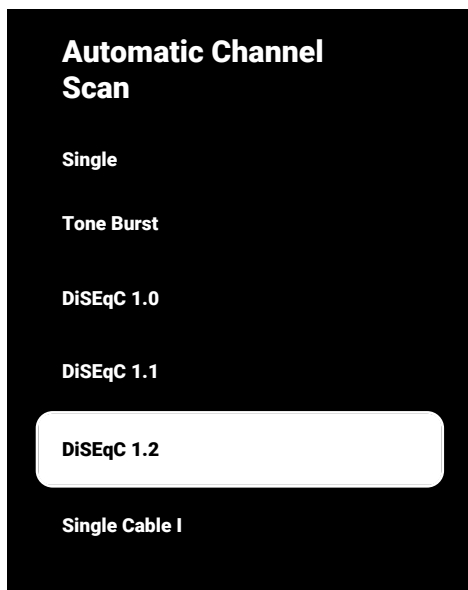 Automatic Channel
Scan
Single
Tone Burst
DiSEqC 1.0
DiSEqC 1.1
DiSEqC 1.2
Single Cable I